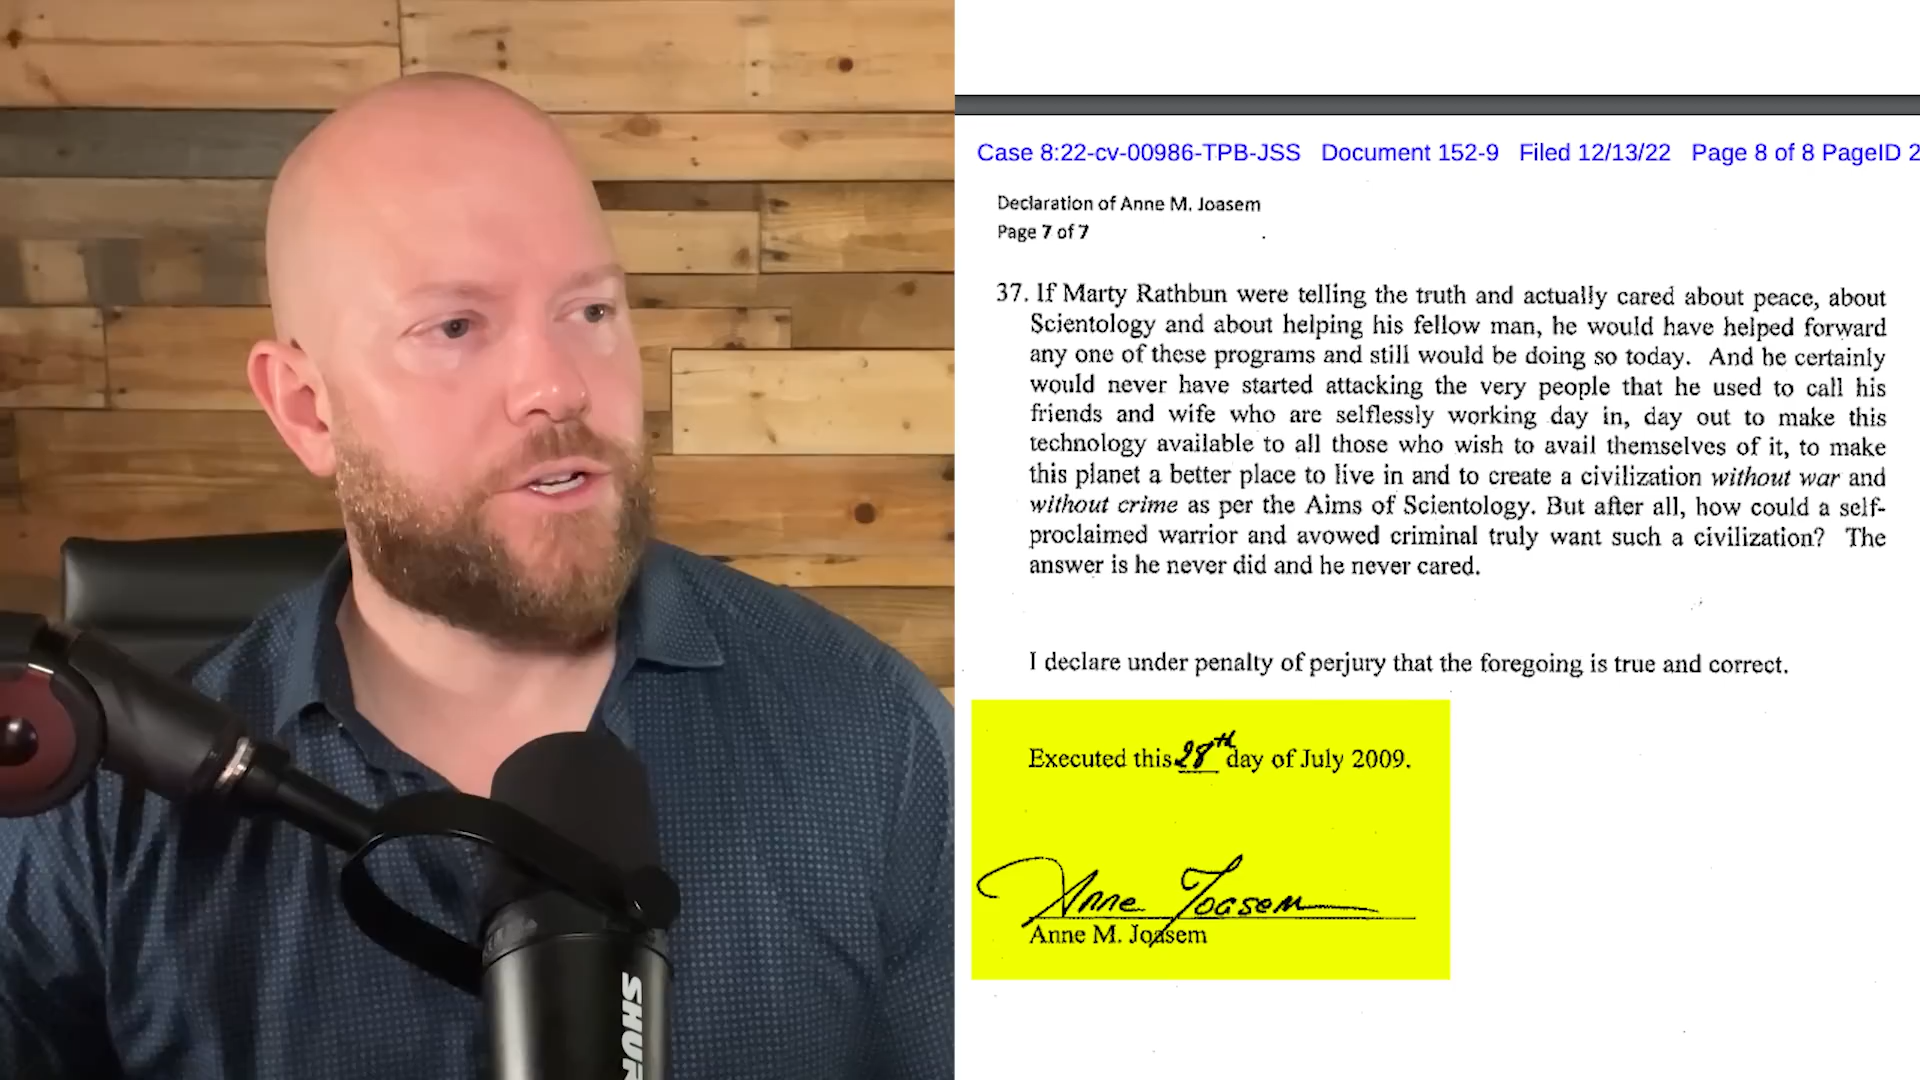 Case 8:22-cv-00986-TPB-JSS Document 152-9 Filed 12/13/22 Page 8 of 8 PageID 2
Declaration of Anne M. Joasem
Page 7 of 7
37. If Marty Rathbun were telling the truth and actually cared about peace, about
Scientology and about helping his fellow man, he would have helped forward
any one of these programs and still would be doing so today. And he certainly
would never have started attacking the very people that he used to call his
friends and wife who are selflessly working day in, day out to make this
technology available to all those who wish to avail themselves of it, to make
this planet a better place to live in and to create a civilization without war and
without crime as per the Aims of Scientology. But after all, how could a self-
proclaimed warrior and avowed criminal truly want such a civilization? The
answer is he never did and he never cared.
I declare under penalty of perjury that the foregoing is true and correct.
Executed this 28th day of July 2009.
Anne Joasem
Anne M. Joasem
SHUR